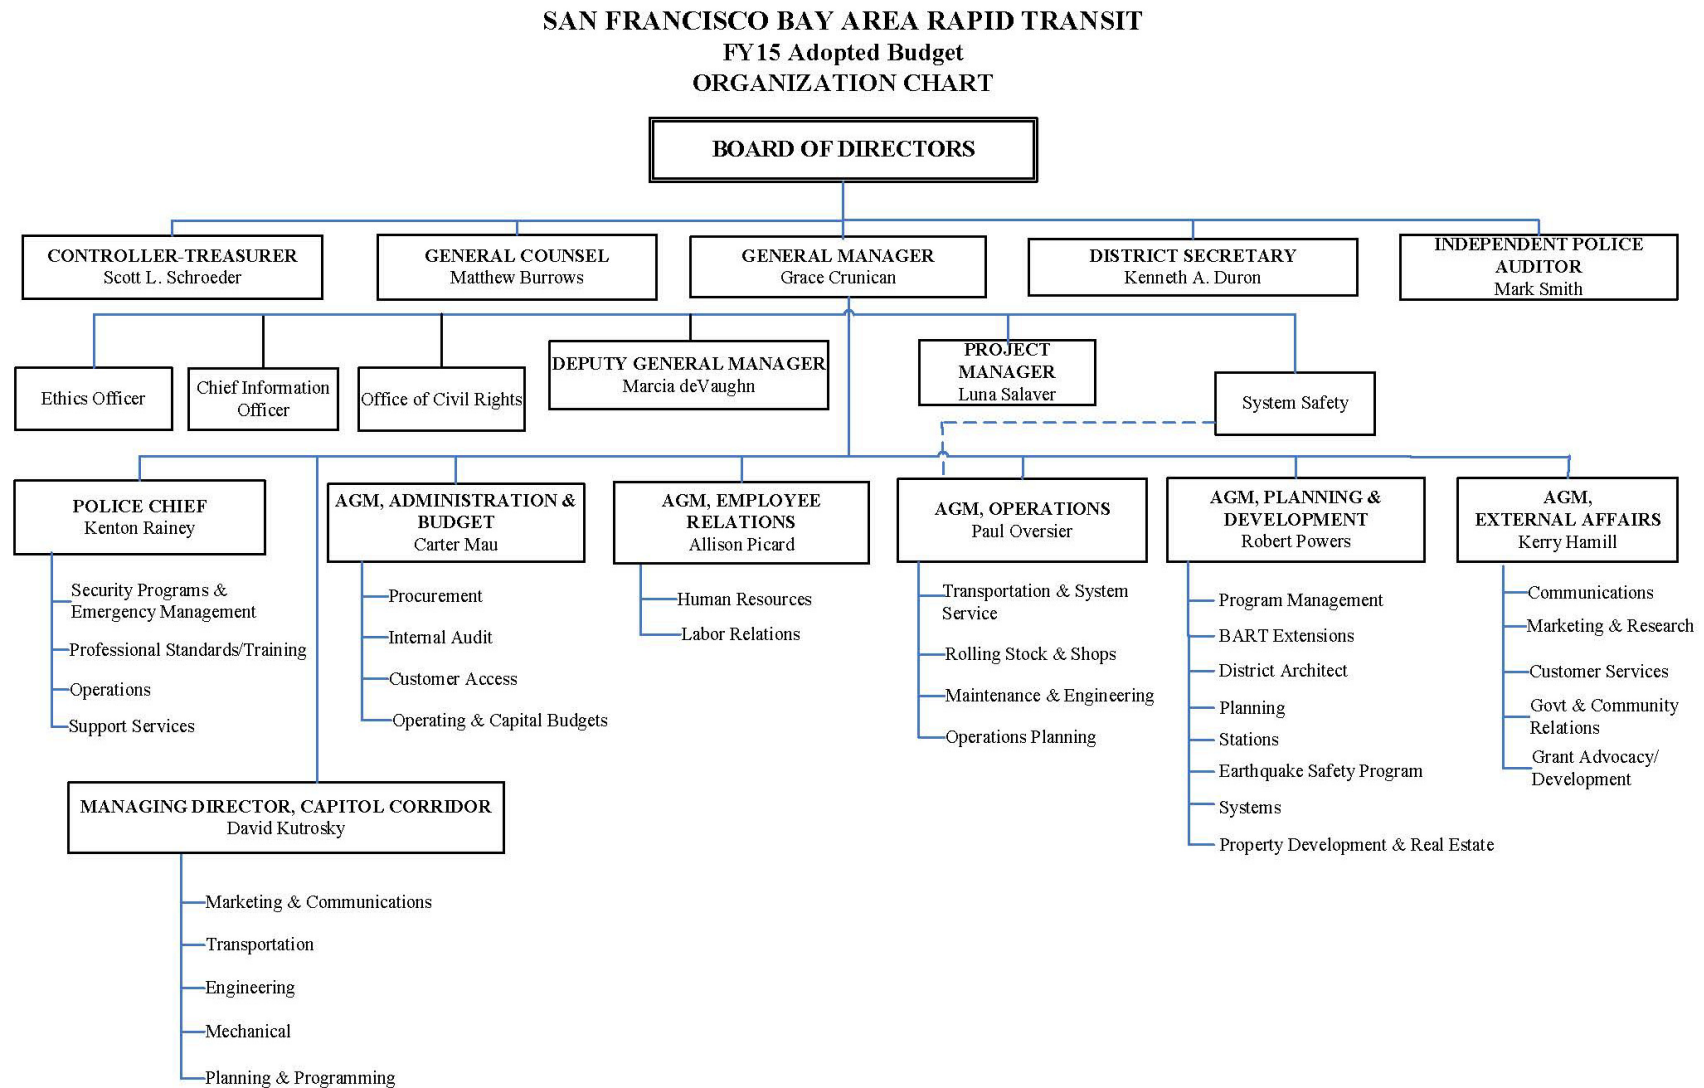 SAN FRANCISCO BAY AREA RAPID TRANSIT
FY15 Adopted Budget
ORGANIZATION CHART
BOARD OF DIRECTORS
CONTROLLER-TREASURER
Scott L. Schroeder
GENERAL COUNSEL
Matthew Burrows
GENERAL MANAGER
Grace Crunican
DISTRICT SECRETARY
Kenneth A. Duron
INDEPENDENT POLICE
AUDITOR
Mark Smith
Ethics Officer
Chief Information
Officer
Office of Civil Rights
DEPUTY GENERAL MANAGER
Marcia deVaughn
PROJECT
MANAGER
Luna Salaver
System Safety
POLICE CHIEF
Kenton Rainey
Security Programs &
Emergency Management
Professional Standards/Training
Operations
Support Services
AGM, ADMINISTRATION &
BUDGET
Carter Mau
Procurement
Internal Audit
Customer Access
Operating & Capital Budgets
AGM, EMPLOYEE
RELATIONS
Allison Picard
Human Resources
Labor Relations
AGM, OPERATIONS
Paul Oversier
Transportation & System
Service
Rolling Stock & Shops
Maintenance & Engineering
Operations Planning
AGM, PLANNING &
DEVELOPMENT
Robert Powers
Program Management
BART Extensions
District Architect
Planning
Stations
Earthquake Safety Program
Systems
Property Development & Real Estate
AGM,
EXTERNAL AFFAIRS
Kerry Hamill
Communications
Marketing & Research
Customer Services
Govt & Community
Relations
Grant Advocacy/
Development
MANAGING DIRECTOR, CAPITOL CORRIDOR
David Kutrosky
Marketing & Communications
Transportation
Engineering
Mechanical
Planning & Programming